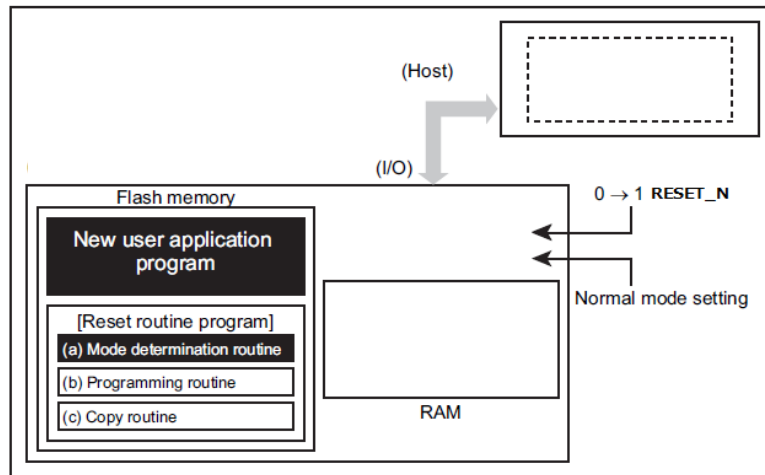 (Host)
(I/O)
Flash memory
0 → 1 RESET_N
New user application
program
Normal mode setting
[Reset routine program]
(a) Mode determination routine
(b) Programming routine
(c) Copy routine
RAM